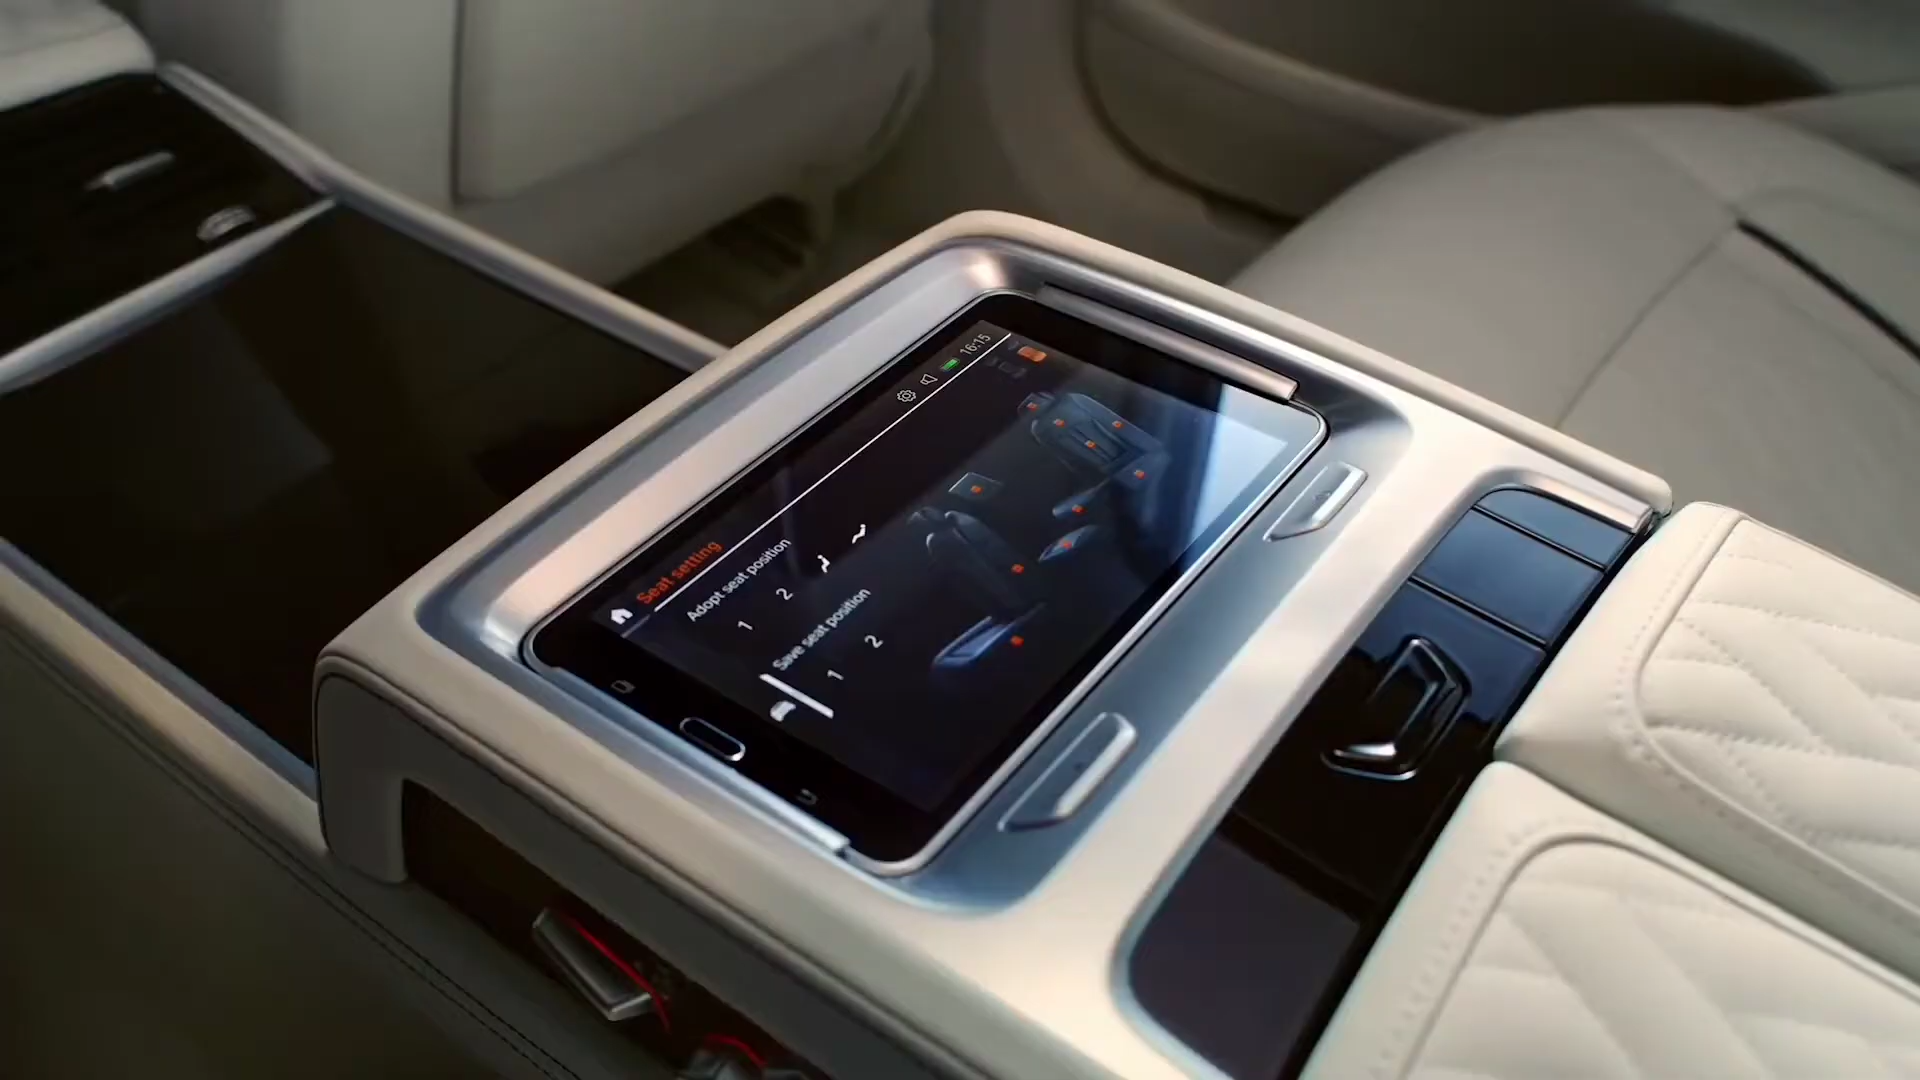 16:15
Seat setting
Adopt seat position
1 2
Save seat position
1 2